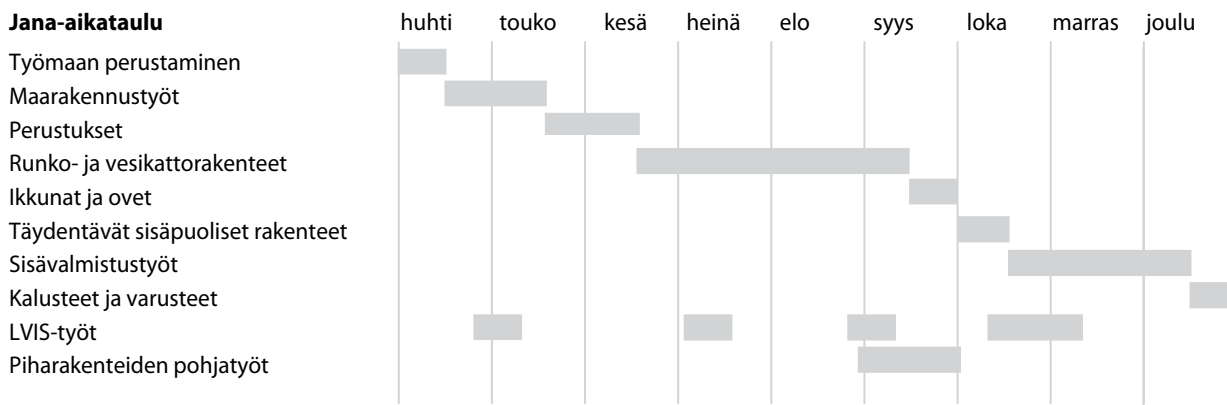 Jana-aikataulu huhti touko kesä heinä elo syys loka marras joulu
Työmaan perustaminen
Maarakennustyöt
Perustukset
Runko- ja vesikattorakenteet
Ikkunat ja ovet
Täydentävät sisäpuoliset rakenteet
Sisävalmistustyöt
Kalusteet ja varusteet
LVIS-työt
Piharakenteiden pohjatyöt